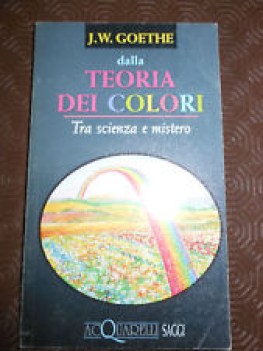 J.W. GOETHE
dalla
TEORIA
DEI COLORI
Tra scienza e mistero
ACQUARELLI SAGGI